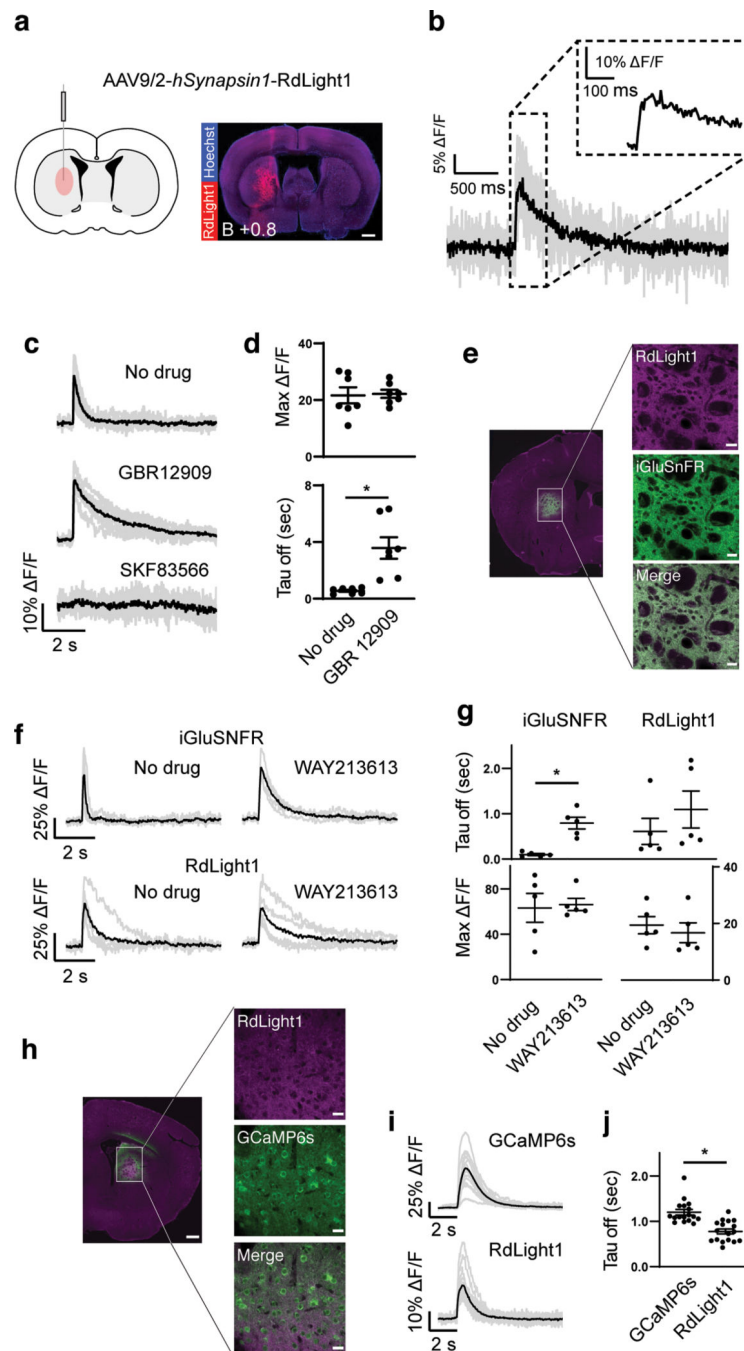 a
AAV9/2-hSynapsin1-RdLight1
RdLight1 Hoechst
B +0.8
b
10% ΔF/F
100 ms
5% ΔF/F
500 ms
c
No drug
GBR12909
SKF83566
10% ΔF/F
2 s
d
Max ΔF/F
40
20
0
Tau off (sec)
8
4
0
*
No drug
GBR 12909
e
RdLight1
iGluSnFR
Merge
f
iGluSNFR
No drug
WAY213613
25% ΔF/F
2 s
RdLight1
No drug
WAY213613
25% ΔF/F
2 s
g
iGluSNFR
RdLight1
Tau off (sec)
2.0
1.0
0.0
*
Max ΔF/F
80
40
0
40
20
0
No drug
WAY213613
No drug
WAY213613
h
RdLight1
GCaMP6s
Merge
i
GCaMP6s
25% ΔF/F
2 s
RdLight1
10% ΔF/F
2 s
j
*
Tau off (sec)
2.0
1.0
0.0
GCaMP6s
RdLight1